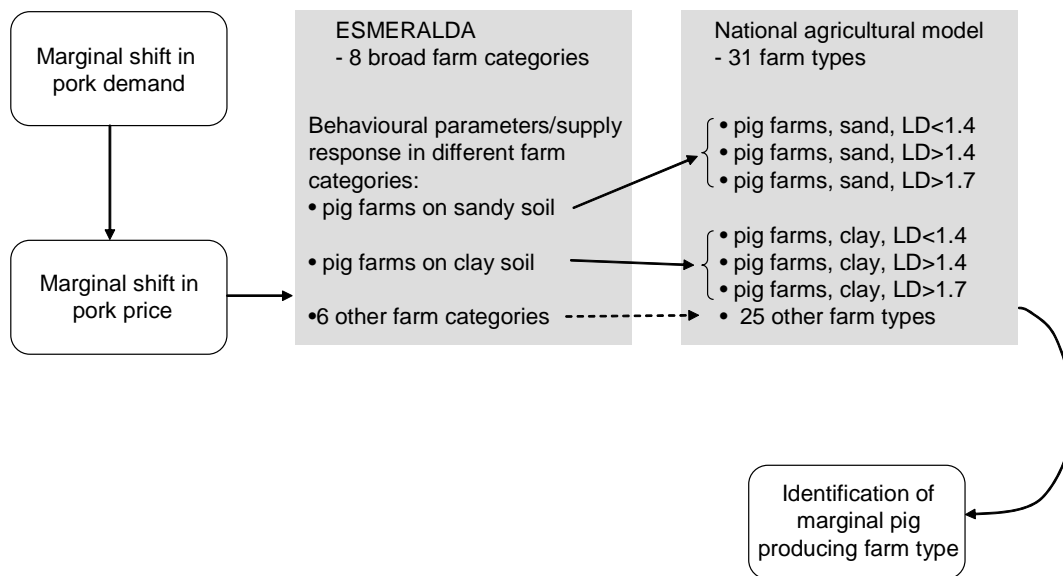 Marginal shift in
pork demand
Marginal shift in
pork price
ESMERALDA
- 8 broad farm categories
Behavioural parameters/supply
response in different farm
categories:
• pig farms on sandy soil
• pig farms on clay soil
•6 other farm categories
National agricultural model
- 31 farm types
• pig farms, sand, LD<1.4
• pig farms, sand, LD>1.4
• pig farms, sand, LD>1.7
• pig farms, clay, LD<1.4
• pig farms, clay, LD>1.4
• pig farms, clay, LD>1.7
• 25 other farm types
Identification of
marginal pig
producing farm type